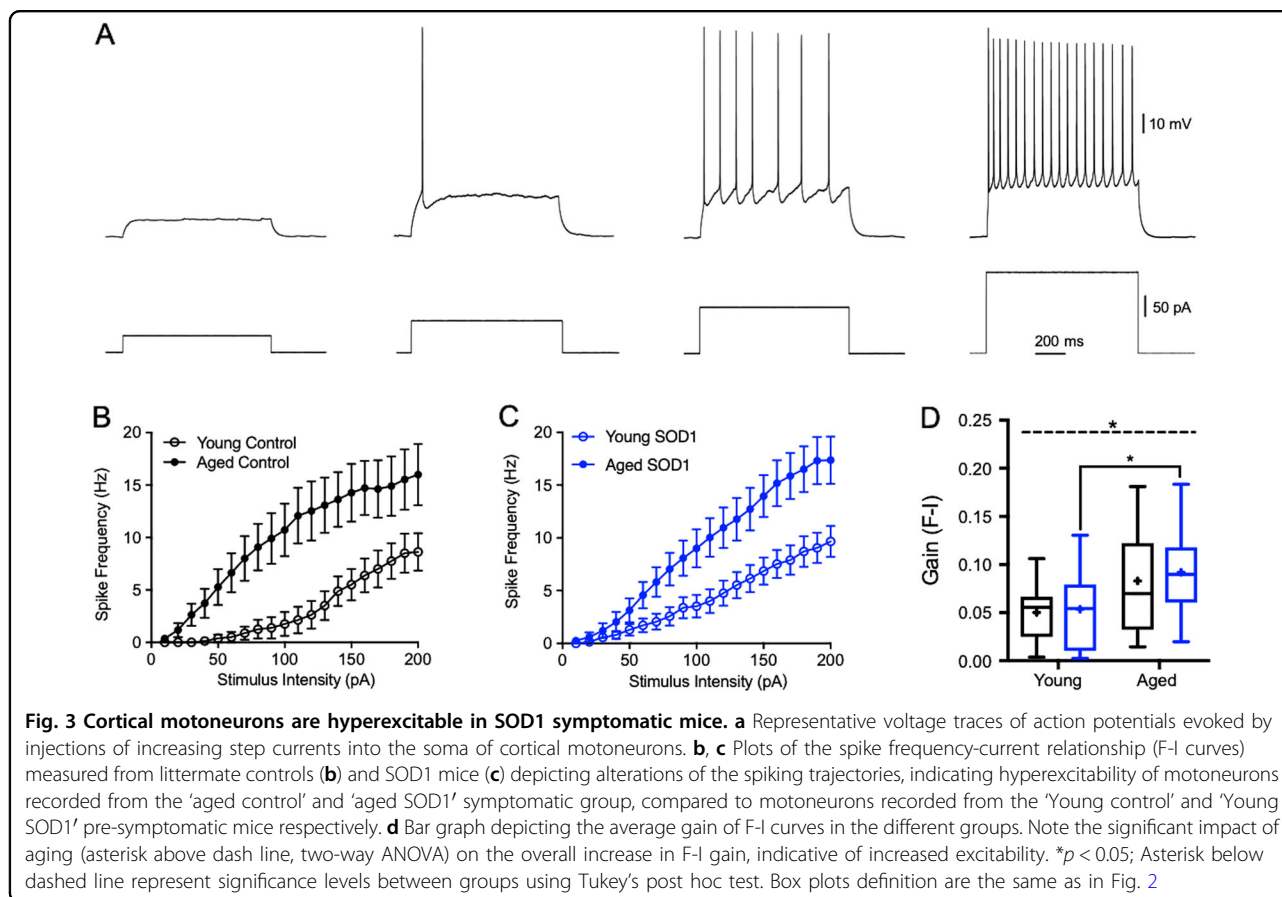 A
10 mV
50 pA
200 ms
B
Young Control
Aged Control
Spike Frequency (Hz)
20
15
10
5
0
0
50
100
150
200
Stimulus Intensity (pA)
C
Young SOD1
Aged SOD1
Spike Frequency (Hz)
20
15
10
5
0
0
50
100
150
200
Stimulus Intensity (pA)
D
Gain (F-I)
0.25
0.20
0.15
0.10
0.05
0.00
*
*
Young
Aged
Fig. 3 Cortical motoneurons are hyperexcitable in SOD1 symptomatic mice. a Representative voltage traces of action potentials evoked by
injections of increasing step currents into the soma of cortical motoneurons. b, c Plots of the spike frequency-current relationship (F-I curves)
measured from littermate controls (b) and SOD1 mice (c) depicting alterations of the spiking trajectories, indicating hyperexcitability of motoneurons
recorded from the ‘aged control’ and ‘aged SOD1′ symptomatic group, compared to motoneurons recorded from the ‘Young control’ and ‘Young
SOD1′ pre-symptomatic mice respectively. d Bar graph depicting the average gain of F-I curves in the different groups. Note the significant impact of
aging (asterisk above dash line, two-way ANOVA) on the overall increase in F-I gain, indicative of increased excitability. *p < 0.05; Asterisk below
dashed line represent significance levels between groups using Tukey’s post hoc test. Box plots definition are the same as in Fig. 2